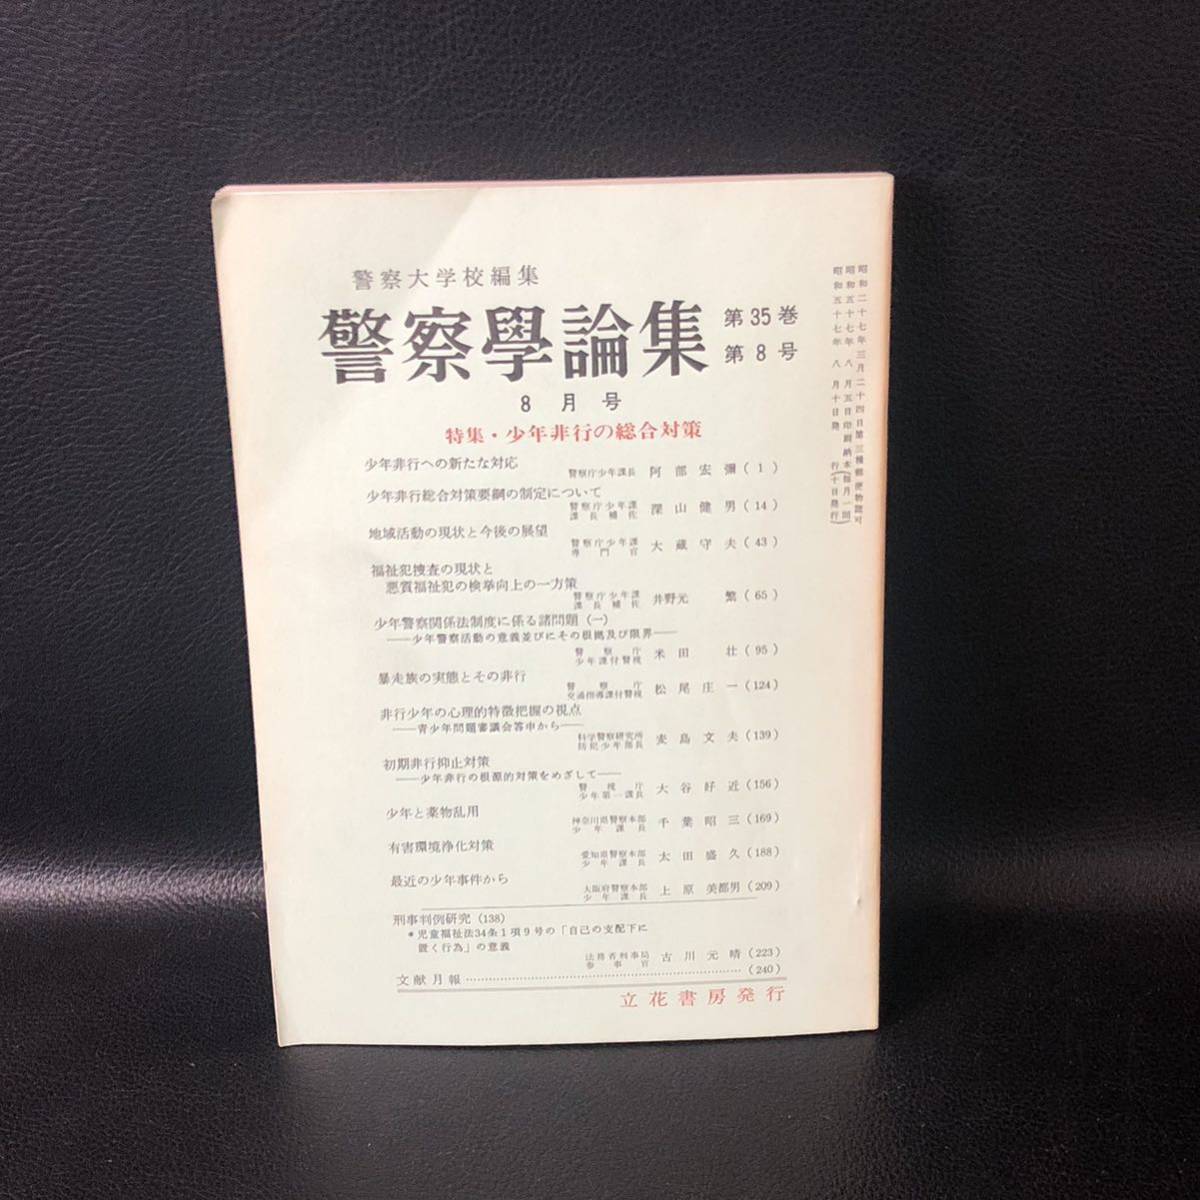 昭和二十七年三月二十四日第三種郵便物認可
昭和五十七年 八 月五日印刷納本(毎月一回
昭和五十七年 八 月十日発 行(十日発行)
警察大学校編集
警察學論集
第35巻
第8号
8月号
特集・少年非行の総合対策
少年非行への新たな対応
警察庁少年課長 阿部宏彌(1)
少年非行総合対策要綱の制定について
警察庁少年課
課長補佐 深山健男(14)
地域活動の現状と今後の展望
警察庁少年課
専門官 大蔵守夫(43)
福祉犯捜査の現状と
悪質福祉犯の検挙向上の一方策
警察庁少年課
課長補佐 井野元 繁(65)
少年警察関係法制度に係る諸問題(一)
――少年警察活動の意義並びにその根拠及び限界――
警察庁
少年課付警視 米田 壮(95)
暴走族の実態とその非行
警察庁
交通指導課付警視 松尾庄一(124)
非行少年の心理的特徴把握の視点
――青少年問題審議会答申から――
科学警察研究所
防犯少年部長 麦島文夫(139)
初期非行抑止対策
――少年非行の根源的対策をめざして――
警視庁
少年第一課長 大谷好近(156)
少年と薬物乱用
神奈川県警察本部
少年課長 千葉昭三(169)
有害環境浄化対策
愛知県警察本部
少年課長 太田盛久(188)
最近の少年事件から
大阪府警察本部
少年課長 上原美都男(209)
刑事判例研究(138)
*児童福祉法34条1項9号の「自己の支配下に
置く行為」の意義
法務省刑事局
参事官 古川元晴(223)
文献月報……(240)
立花書房発行